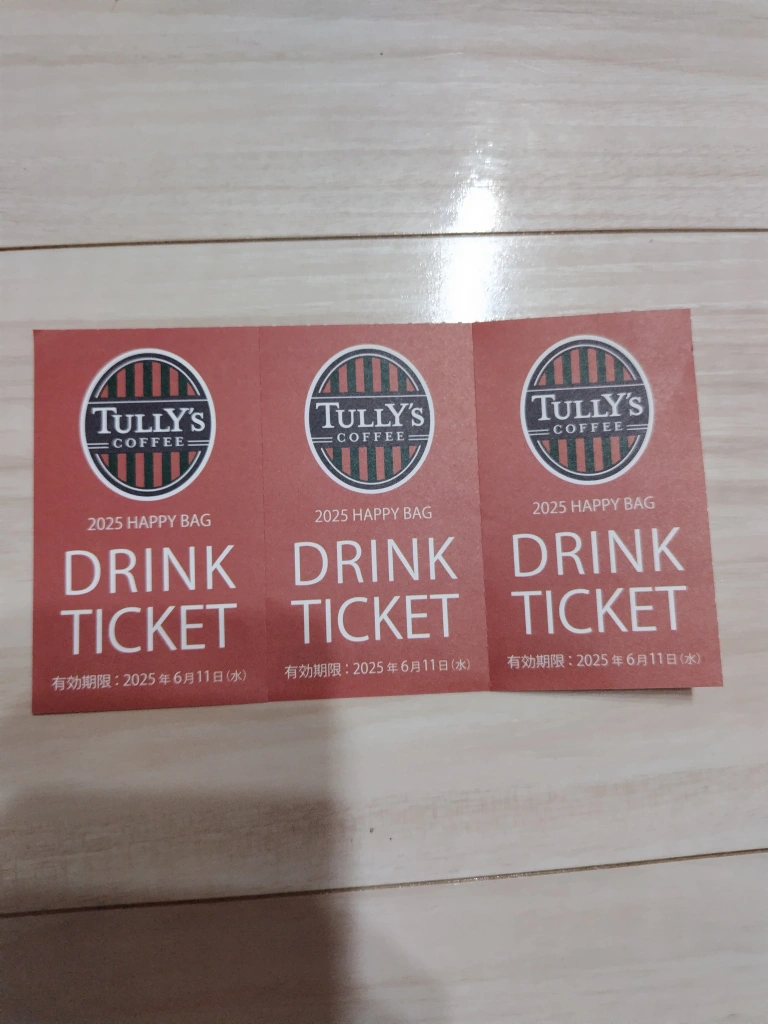 TULLY'S
COFFEE
2025 HAPPY BAG
DRINK
TICKET
有効期限：2025年6月11日（水）
TULLY'S
COFFEE
2025 HAPPY BAG
DRINK
TICKET
有効期限：2025年6月11日（水）
TULLY'S
COFFEE
2025 HAPPY BAG
DRINK
TICKET
有効期限：2025年6月11日（水）